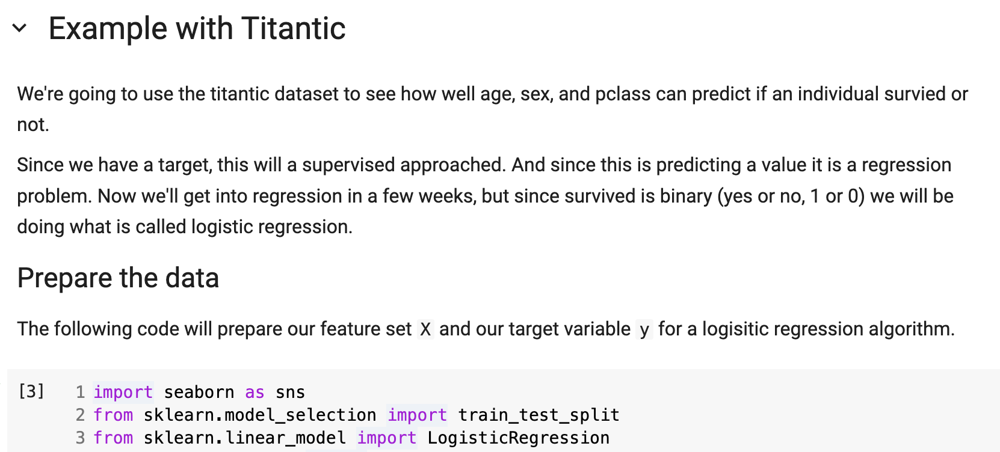 Example with Titantic
We're going to use the titantic dataset to see how well age, sex, and pclass can predict if an individual survied or
not.
Since we have a target, this will a supervised approached. And since this is predicting a value it is a regression
problem. Now we'll get into regression in a few weeks, but since survived is binary (yes or no, 1 or 0) we will be
doing what is called logistic regression.
Prepare the data
The following code will prepare our feature set X and our target variable y for a logisitic regression algorithm.
[3] 1 import seaborn as sns
2 from sklearn.model_selection import train_test_split
3 from sklearn.linear_model import LogisticRegression